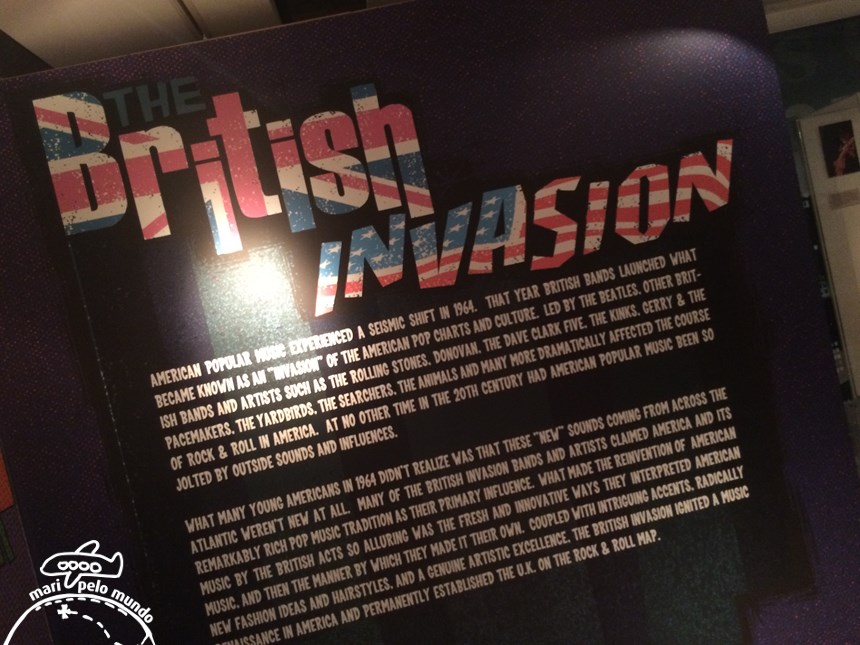 THE
British
INVASION
AMERICAN POPULAR MUSIC EXPERIENCED A SEISMIC SHIFT IN 1964. THAT YEAR BRITISH BANDS LAUNCHED WHAT
BECAME KNOWN AS AN "INVASION" OF THE AMERICAN POP CHARTS AND CULTURE. LED BY THE BEATLES, OTHER BRIT-
ISH BANDS AND ARTISTS SUCH AS THE ROLLING STONES, DONOVAN, THE DAVE CLARK FIVE, THE KINKS, GERRY & THE
PACEMAKERS, THE YARDBIRDS, THE SEARCHERS, THE ANIMALS AND MANY MORE DRAMATICALLY AFFECTED THE COURSE
OF ROCK & ROLL IN AMERICA. AT NO OTHER TIME IN THE 20TH CENTURY HAD AMERICAN POPULAR MUSIC BEEN SO
JOLTED BY OUTSIDE SOUNDS AND INFLUENCES.
WHAT MANY YOUNG AMERICANS IN 1964 DIDN'T REALIZE WAS THAT THESE "NEW" SOUNDS COMING FROM ACROSS THE
ATLANTIC WEREN'T NEW AT ALL. MANY OF THE BRITISH INVASION BANDS AND ARTISTS CLAIMED AMERICA AND ITS
REMARKABLY RICH POP MUSIC TRADITION AS THEIR PRIMARY INFLUENCE. WHAT MADE THE REINVENTION OF AMERICAN
MUSIC BY THE BRITISH ACTS SO ALLURING WAS THE FRESH AND INNOVATIVE WAYS THEY INTERPRETED AMERICAN
MUSIC, AND THEN THE MANNER BY WHICH THEY MADE IT THEIR OWN. COUPLED WITH INTRIGUING ACCENTS, RADICALLY
NEW FASHION IDEAS AND HAIRSTYLES, AND A GENUINE ARTISTIC EXCELLENCE, THE BRITISH INVASION IGNITED A MUSIC
RENAISSANCE IN AMERICA AND PERMANENTLY ESTABLISHED THE U.K. ON THE ROCK & ROLL MAP.
mari pelo mundo